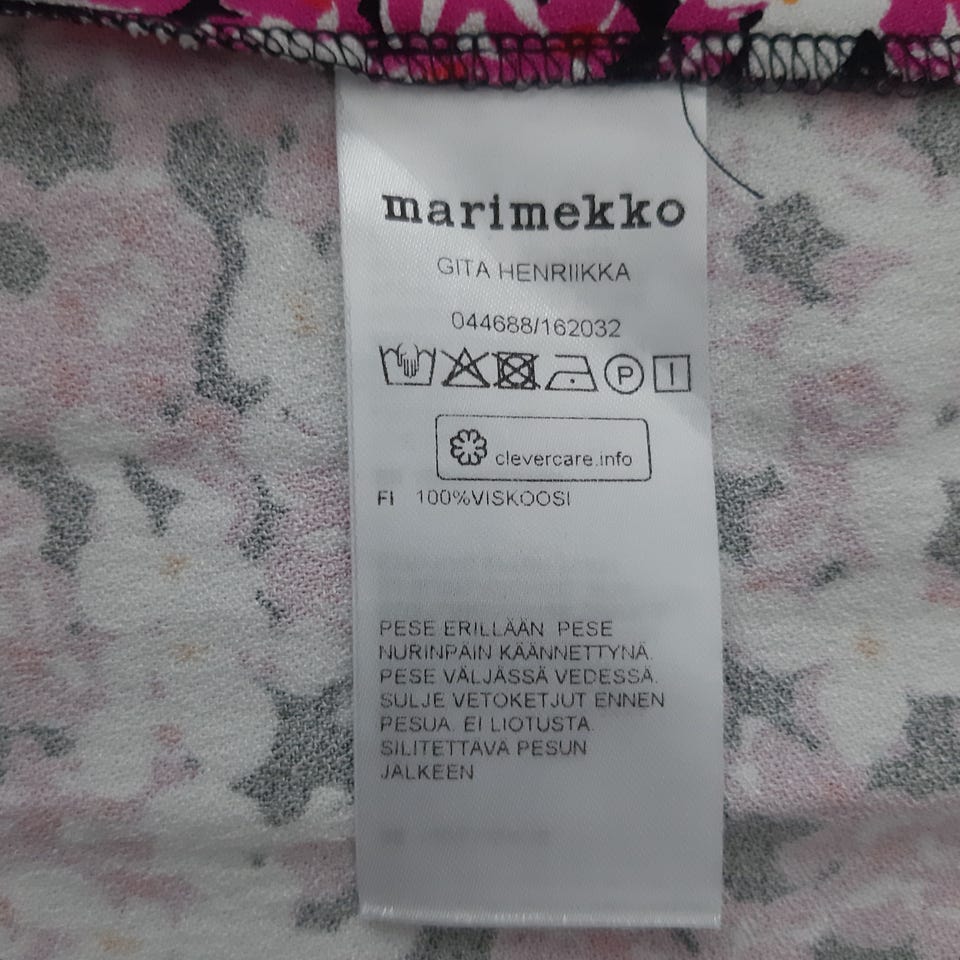 marimekko
GITA HENRIIKKA
044688/162032
P
clevercare.info
FI 100%VISKOOSI
PESE ERILLÄÄN PESE
NURINPÄIN KÄÄNNETTYNÄ.
PESE VÄLJÄSSÄ VEDESSÄ.
SULJE VETOKETJUT ENNEN
PESUA. EI LIOTUSTA.
SILITETTÄVÄ PESUN
JÄLKEEN